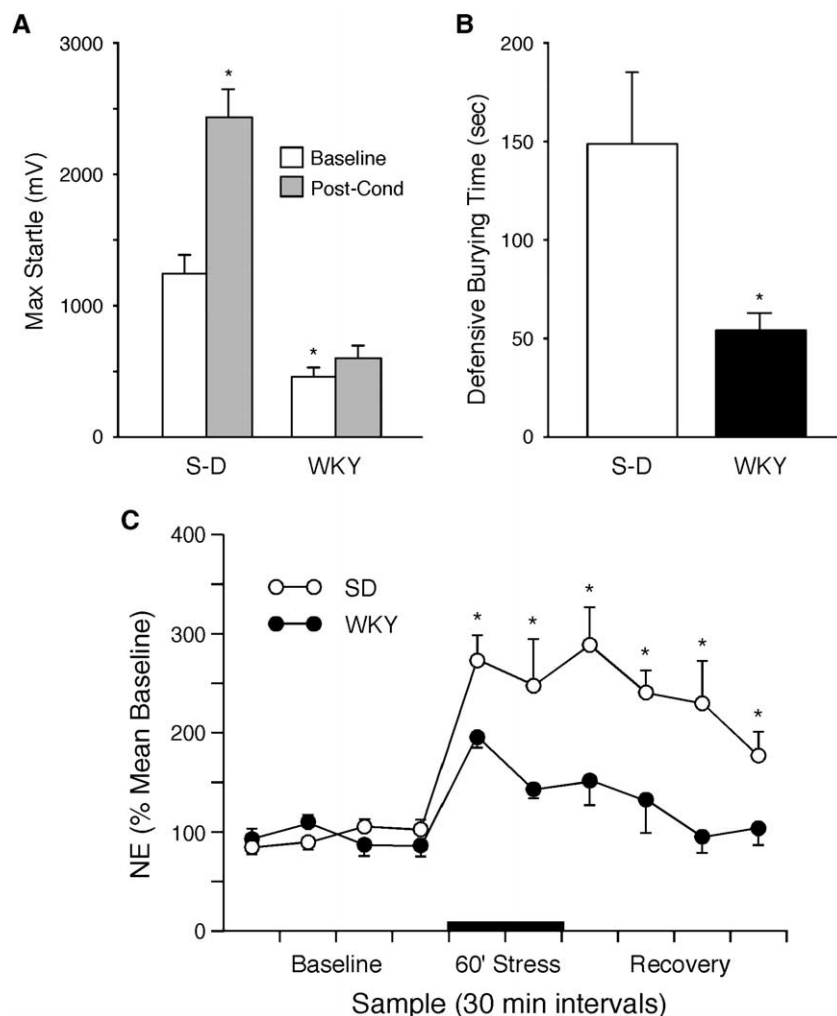 A
3000
2000
1000
0
Max Startle (mV)
*
*
Baseline
Post-Cond
S-D
WKY
B
200
150
100
50
0
Defensive Burying Time (sec)
*
S-D
WKY
C
400
300
200
100
0
NE (% Mean Baseline)
SD
WKY
* * * * * *
Baseline 60' Stress Recovery
Sample (30 min intervals)